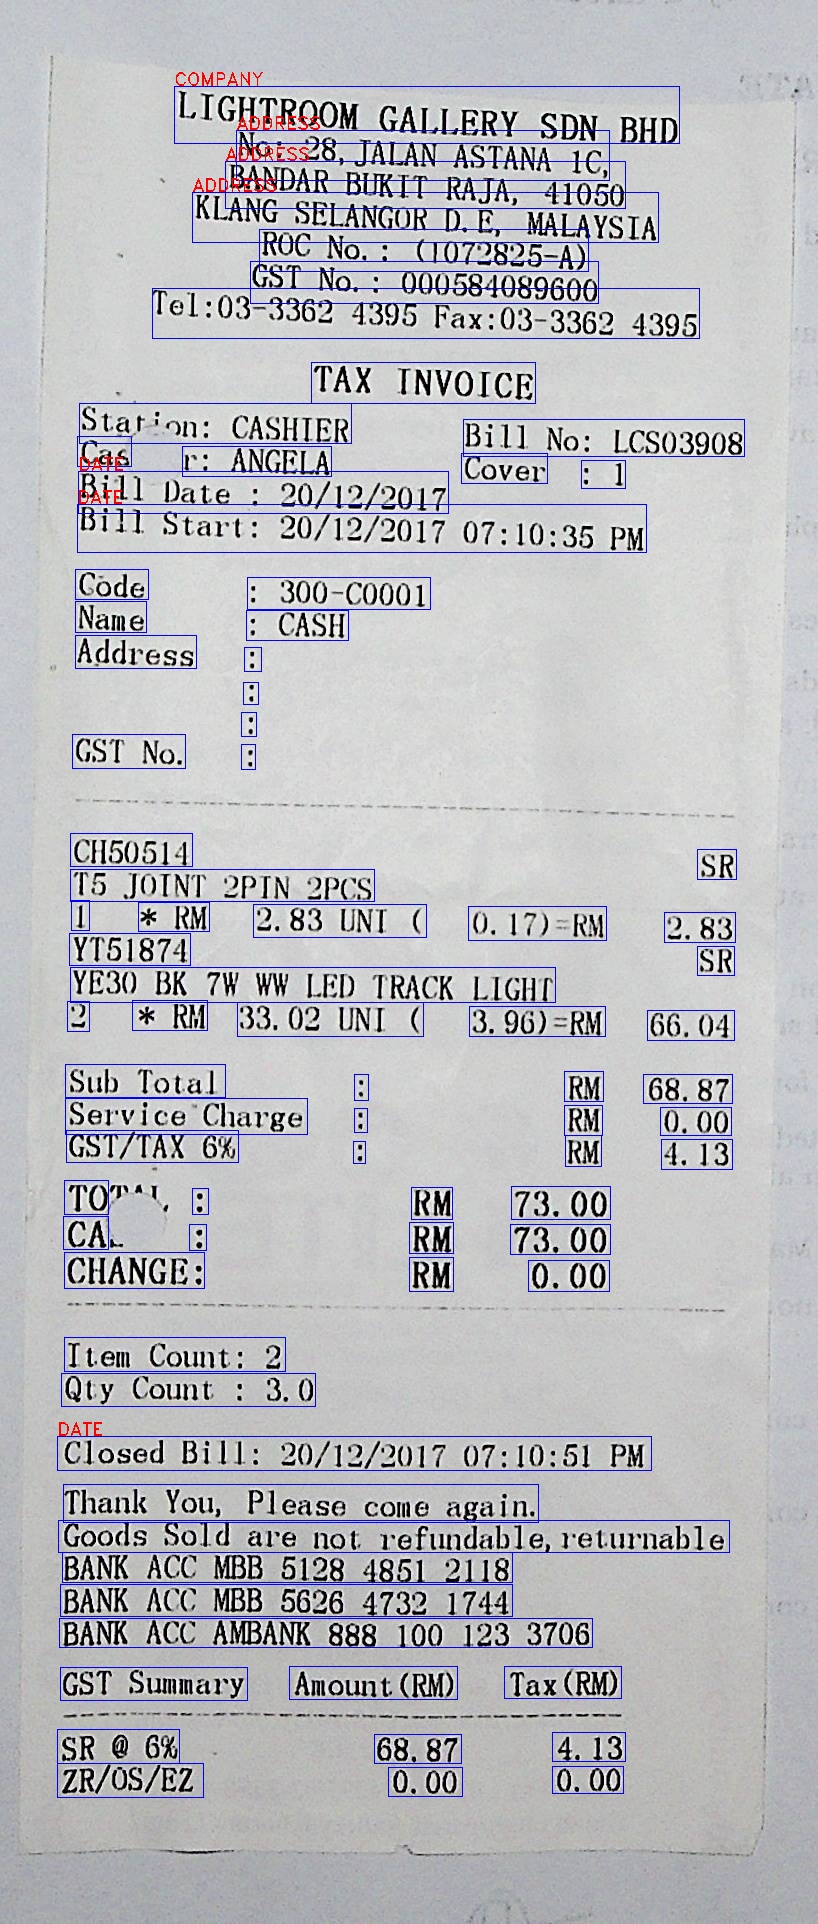 COMPANY
LIGHTROOM GALLERY SDN BHD
ADDRESS
No: 28, JALAN ASTANA 1C,
ADDRESS
BANDAR BUKIT RAJA, 41050
ADDRESS
KLANG SELANGOR D.E, MALAYSIA
ROC No.: (1072825-A)
GST No.: 000584089600
Tel:03-3362 4395 Fax:03-3362 4395
TAX INVOICE
Station: CASHIER Bill No: LCS03908
r: ANGELA Cover : 1
DATE
Bill Date : 20/12/2017
DATE
Bill Start: 20/12/2017 07:10:35 PM
Code : 300-C0001
Name : CASH
Address :
:
:
GST No. :
CH50514 SR
T5 JOINT 2PIN 2PCS
1 * RM 2.83 UNI ( 0.17)=RM 2.83
YT51874 SR
YE30 BK 7W WW LED TRACK LIGHT
2 * RM 33.02 UNI ( 3.96)=RM 66.04
Sub Total : RM 68.87
Service Charge : RM 0.00
GST/TAX 6% : RM 4.13
TOTAL : RM 73.00
CA : RM 73.00
CHANGE: RM 0.00
Item Count: 2
Qty Count : 3.0
DATE
Closed Bill: 20/12/2017 07:10:51 PM
Thank You, Please come again.
Goods Sold are not refundable, returnable
BANK ACC MBB 5128 4851 2118
BANK ACC MBB 5626 4732 1744
BANK ACC AMBANK 888 100 123 3706
GST Summary Amount(RM) Tax(RM)
SR @ 6% 68.87 4.13
ZR/OS/EZ 0.00 0.00